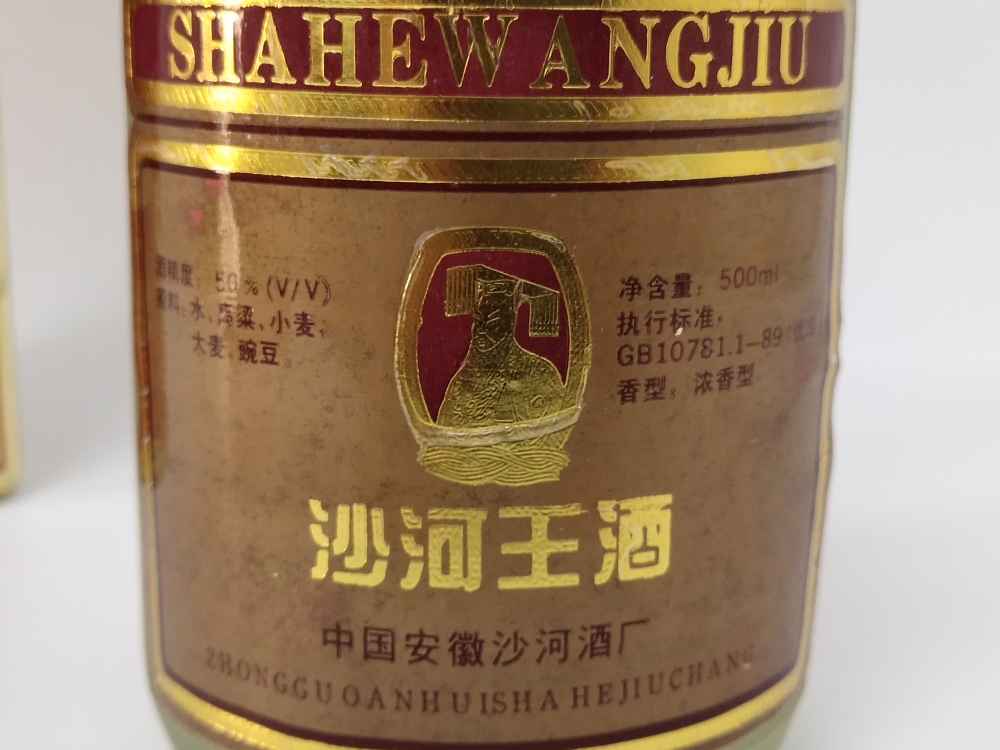 SHAHEWANGJIU
酒精度：50%(V/V)
原料：水、高粱、小麦、
大麦、豌豆
净含量：500ml
执行标准：
GB10781.1-89
香型：浓香型
沙河王酒
中国安徽沙河酒厂
ZHONGGUOANHUISHAHEJIUCHANG